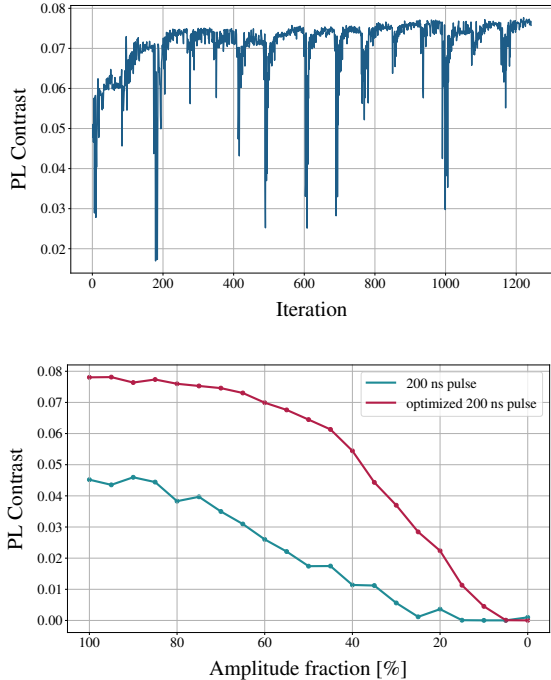 0.08
0.07
0.06
0.05
0.04
0.03
0.02
PL Contrast
0 200 400 600 800 1000 1200
Iteration
0.08
0.07
0.06
0.05
0.04
0.03
0.02
0.01
0.00
PL Contrast
200 ns pulse
optimized 200 ns pulse
100 80 60 40 20 0
Amplitude fraction [%]